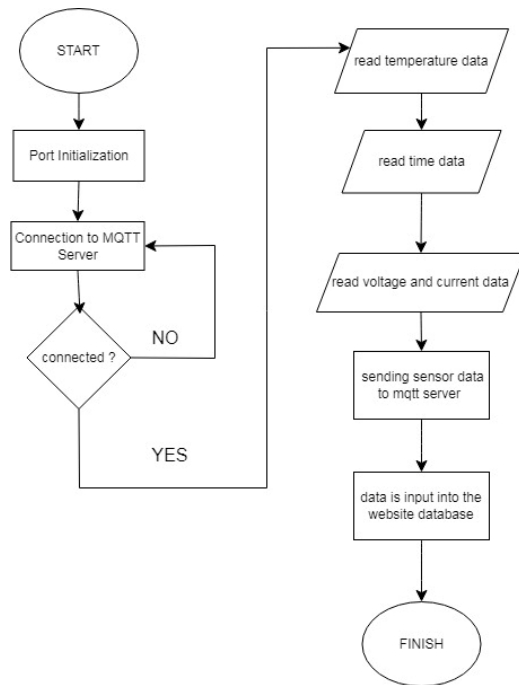 START
Port Initialization
Connection to MQTT
Server
connected ?
NO
YES
read temperature data
read time data
read voltage and current data
sending sensor data
to mqtt server
data is input into the
website database
FINISH